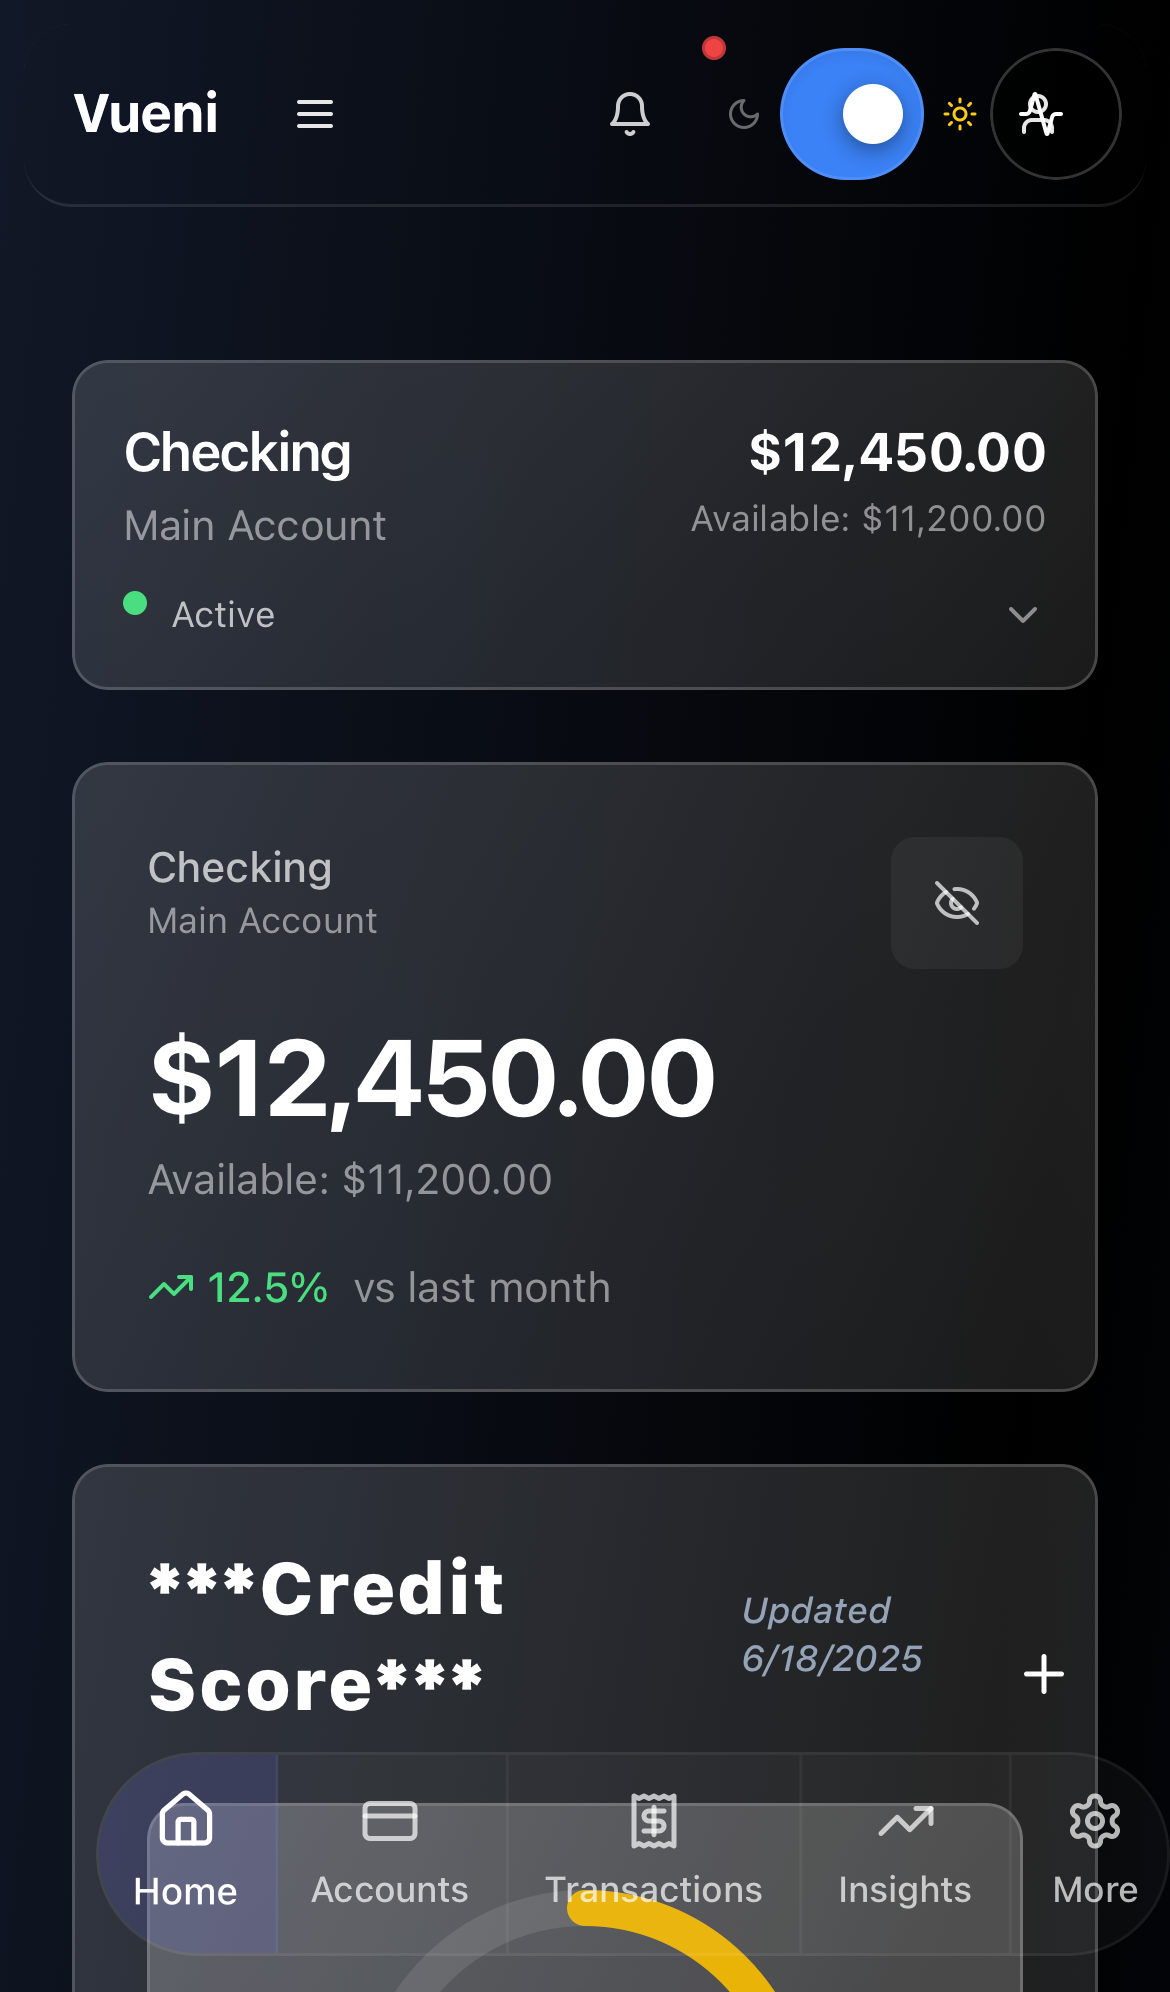 Vueni
Checking
$12,450.00
Main Account
Available: $11,200.00
Active
Checking
Main Account
$12,450.00
Available: $11,200.00
12.5% vs last month
***Credit
Score***
Updated
6/18/2025
Home
Accounts
Transactions
Insights
More